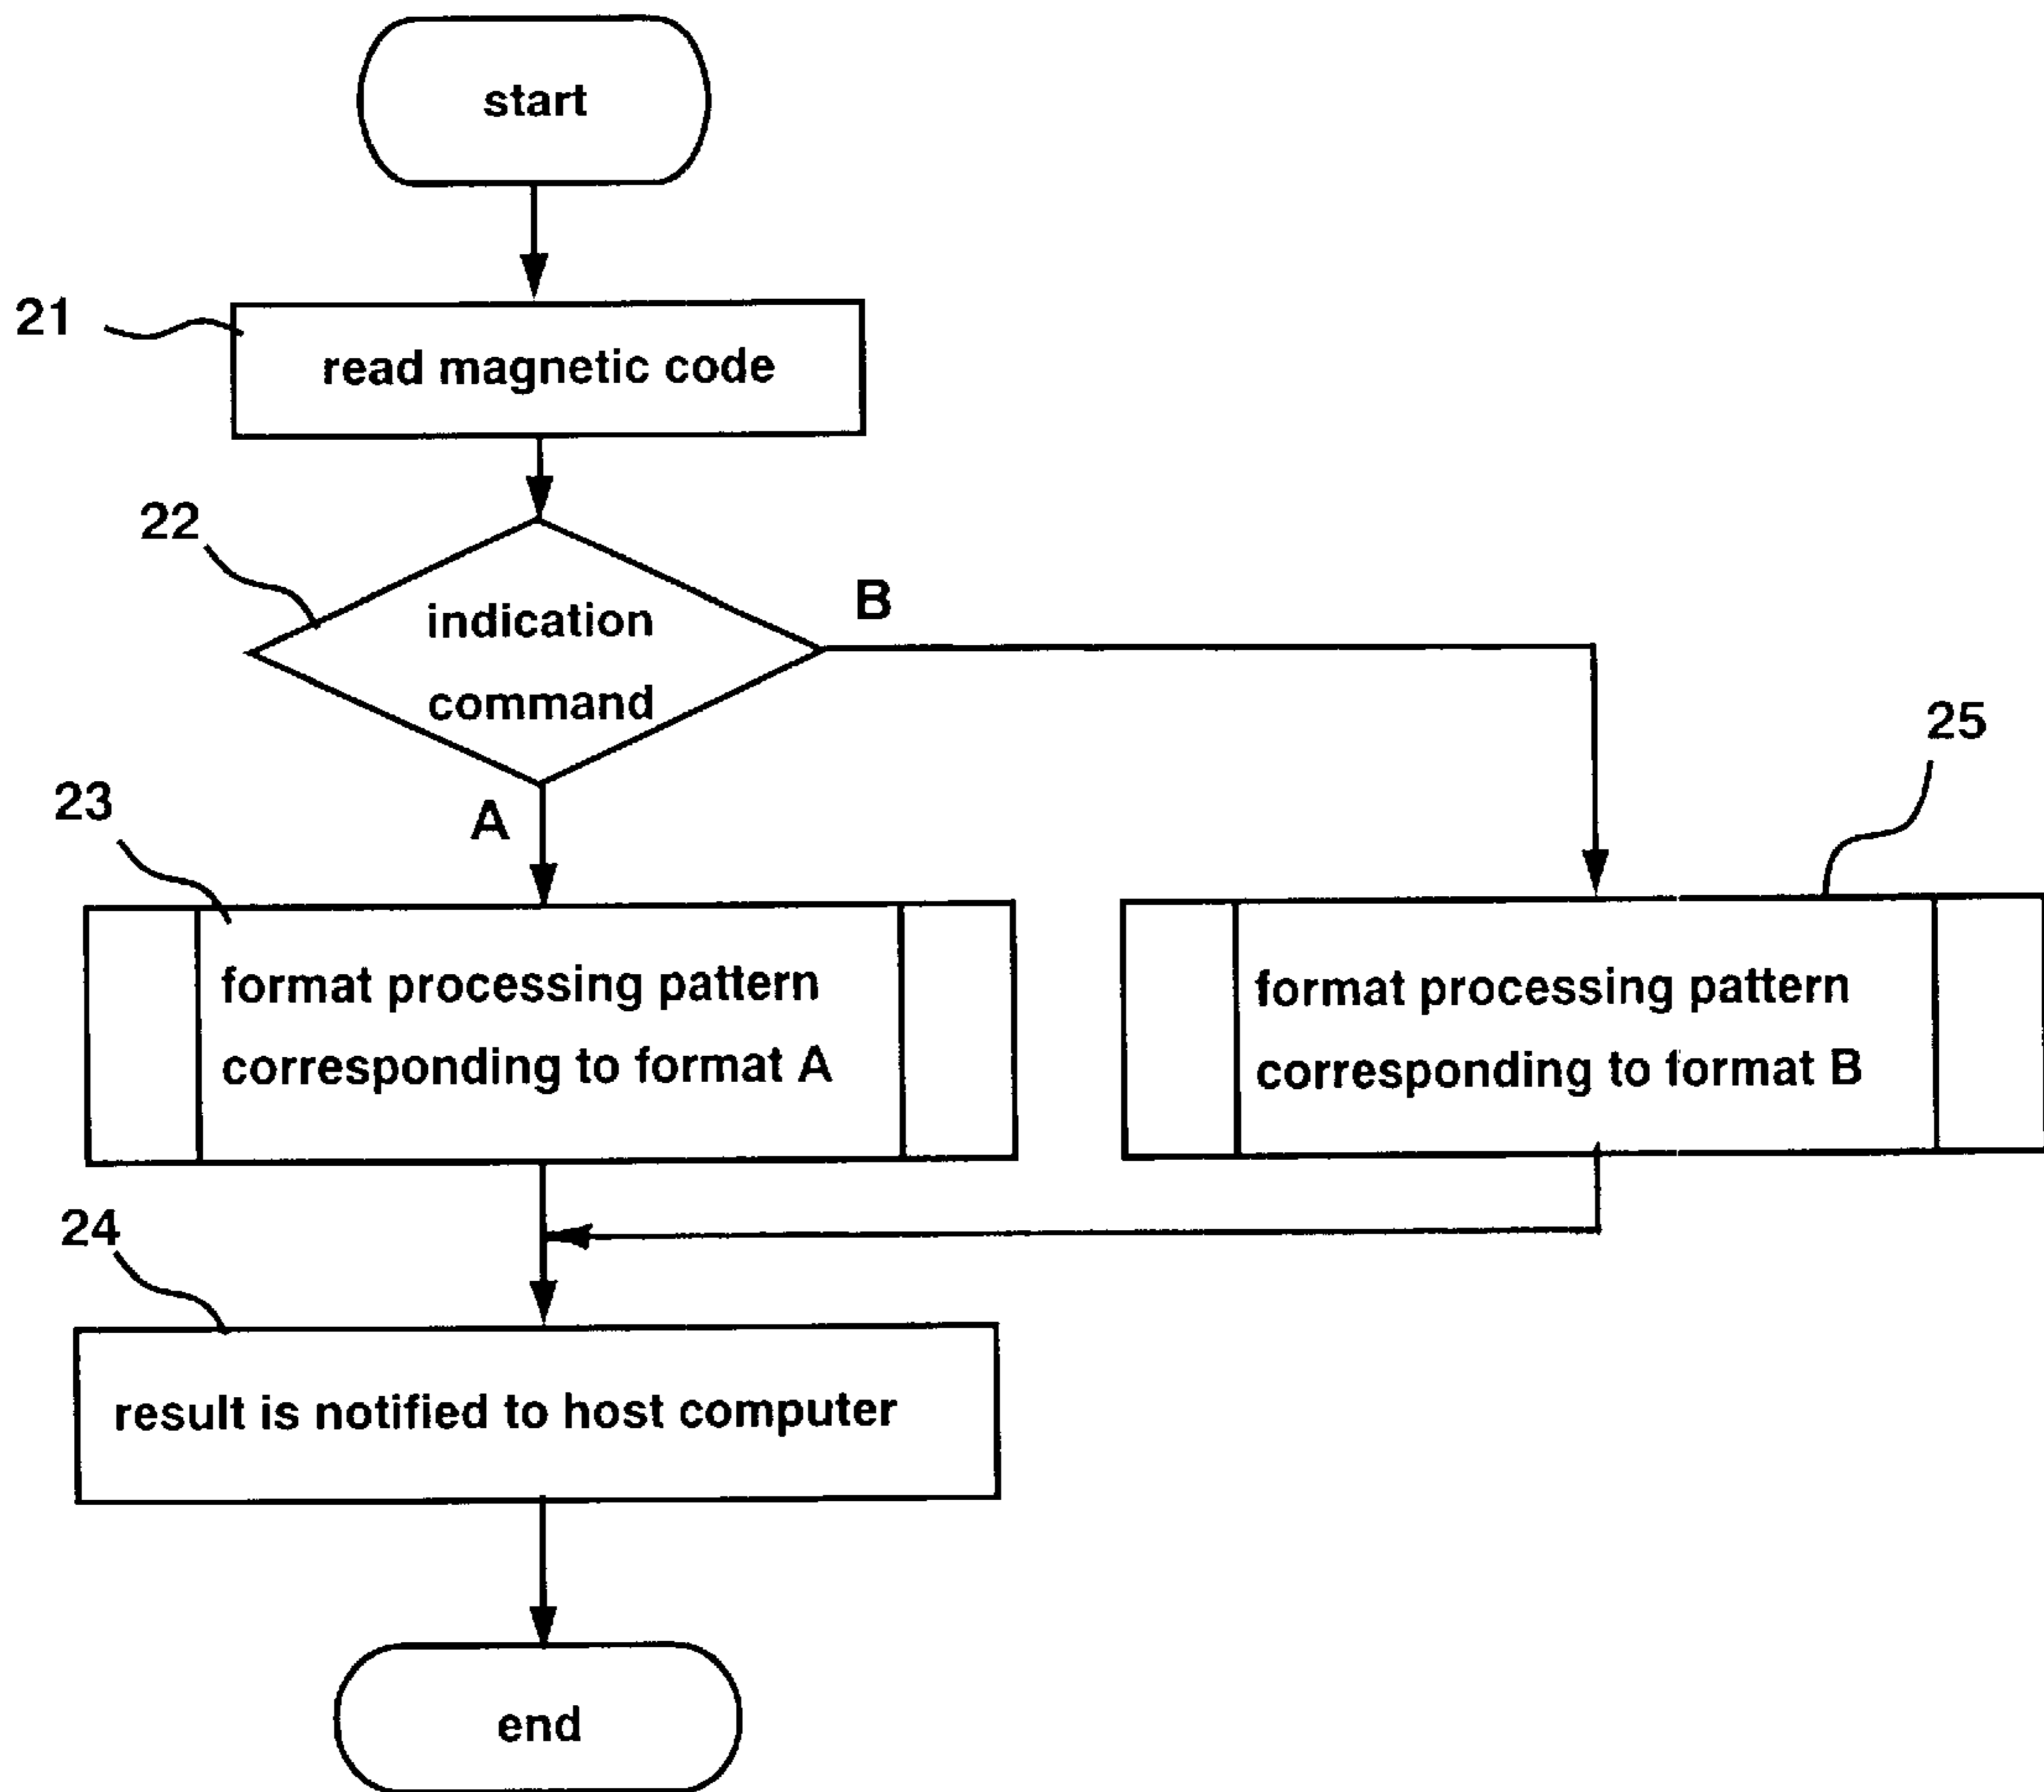 start
21
read magnetic code
22
indication
command
B
A
23
format processing pattern
corresponding to format A
25
format processing pattern
corresponding to format B
24
result is notified to host computer
end